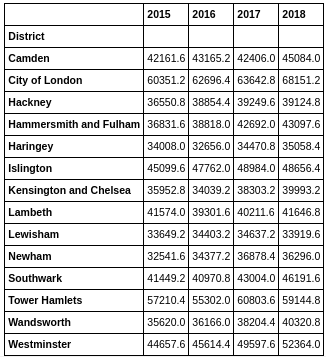 2015 2016 2017 2018
District
Camden 42161.6 43165.2 42406.0 45084.0
City of London 60351.2 62696.4 63642.8 68151.2
Hackney 36550.8 38854.4 39249.6 39124.8
Hammersmith and Fulham 36831.6 38818.0 42692.0 43097.6
Haringey 34008.0 32656.0 34470.8 35058.4
Islington 45099.6 47762.0 48984.0 48656.4
Kensington and Chelsea 35952.8 34039.2 38303.2 39993.2
Lambeth 41574.0 39301.6 40211.6 41646.8
Lewisham 33649.2 34403.2 34637.2 33919.6
Newham 32541.6 34377.2 36878.4 36296.0
Southwark 41449.2 40970.8 43004.0 46191.6
Tower Hamlets 57210.4 55302.0 60803.6 59144.8
Wandsworth 35620.0 36166.0 38204.4 40320.8
Westminster 44657.6 45614.4 49597.6 52364.0